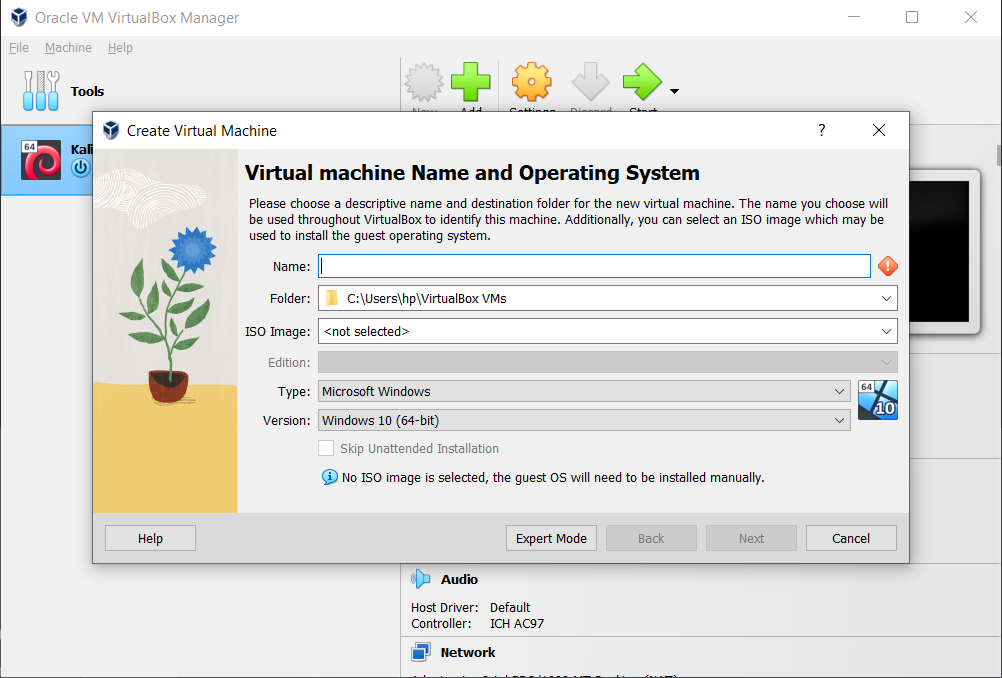 Oracle VM VirtualBox Manager
File Machine Help
Tools
New Add Settings Discard Start
64
Kali
Create Virtual Machine
?
Virtual machine Name and Operating System
Please choose a descriptive name and destination folder for the new virtual machine. The name you choose will
be used throughout VirtualBox to identify this machine. Additionally, you can select an ISO image which may be
used to install the guest operating system.
Name:
Folder: C:\Users\hp\VirtualBox VMs
ISO Image: <not selected>
Edition:
Type: Microsoft Windows
64
10
Version: Windows 10 (64-bit)
Skip Unattended Installation
No ISO image is selected, the guest OS will need to be installed manually.
Help Expert Mode Back Next Cancel
Audio
Host Driver: Default
Controller: ICH AC97
Network